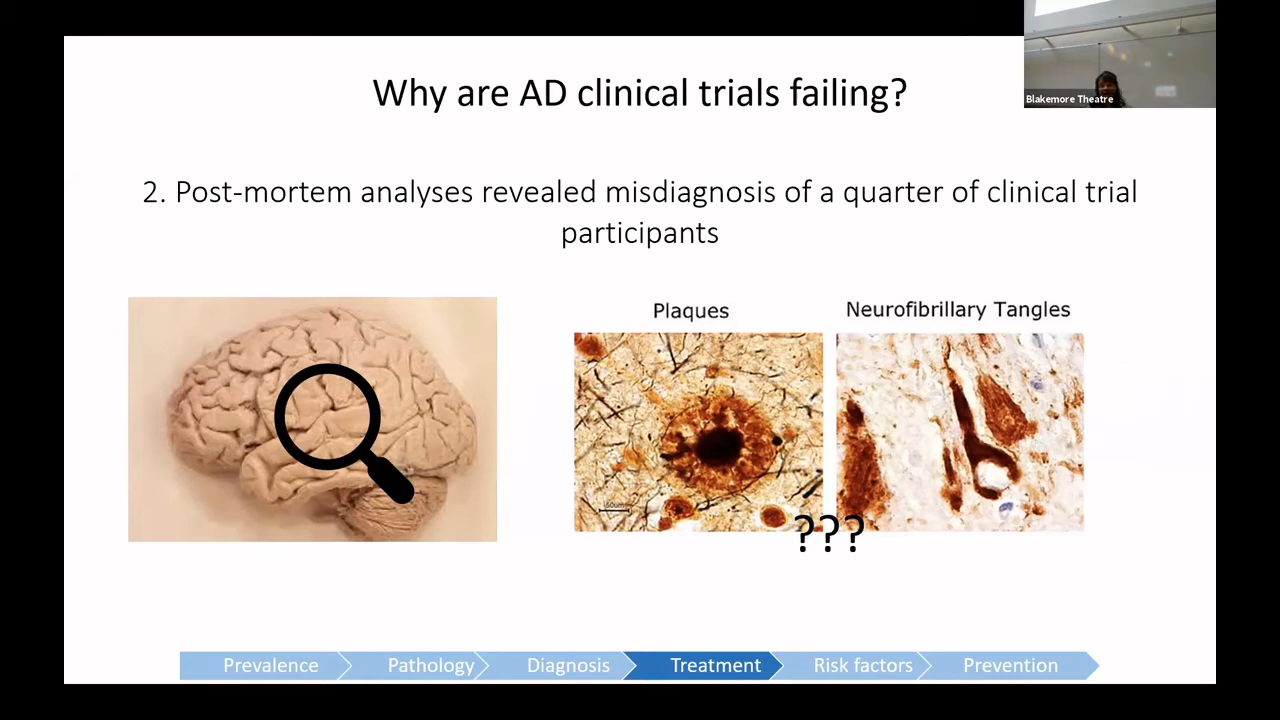 Why are AD clinical trials failing?
Blakemore Theatre
2. Post-mortem analyses revealed misdiagnosis of a quarter of clinical trial
participants
Plaques
Neurofibrillary Tangles
???
Prevalence
Pathology
Diagnosis
Treatment
Risk factors
Prevention